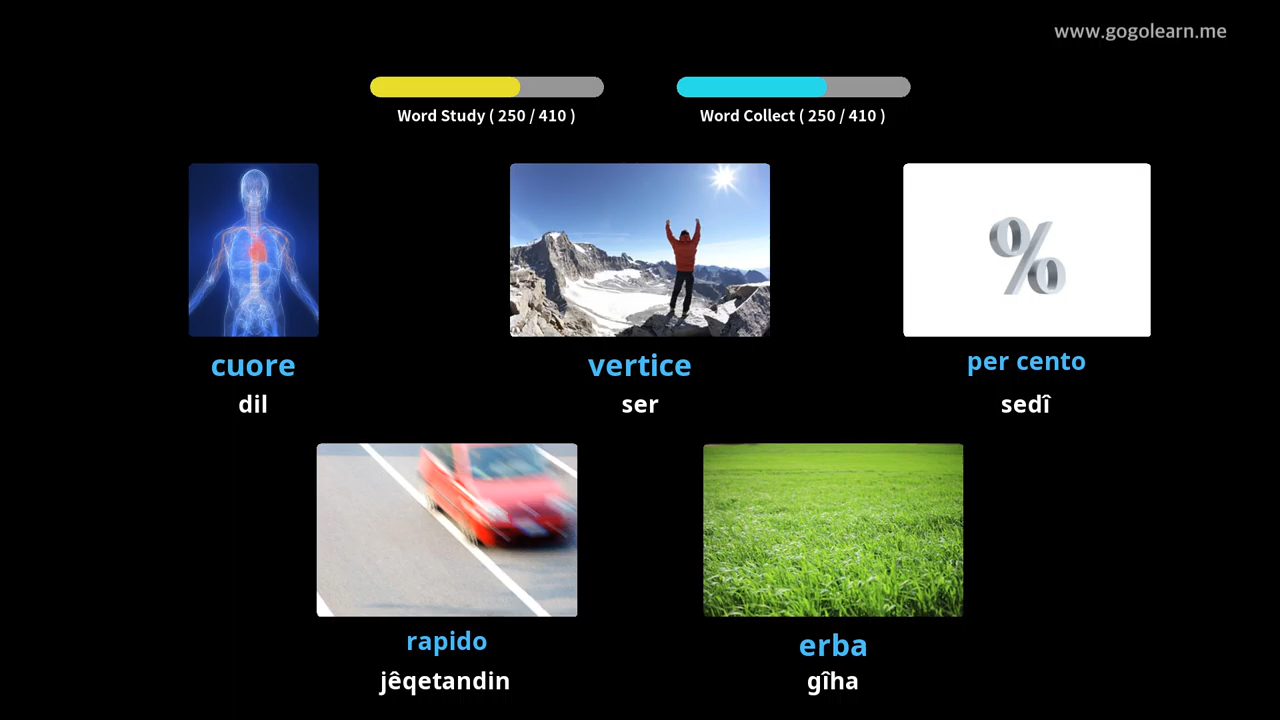 www.gogolearn.me
Word Study ( 250 / 410 )
Word Collect ( 250 / 410 )
cuore
dil
vertice
ser
per cento
sedî
rapido
jêqetandin
erba
gîha